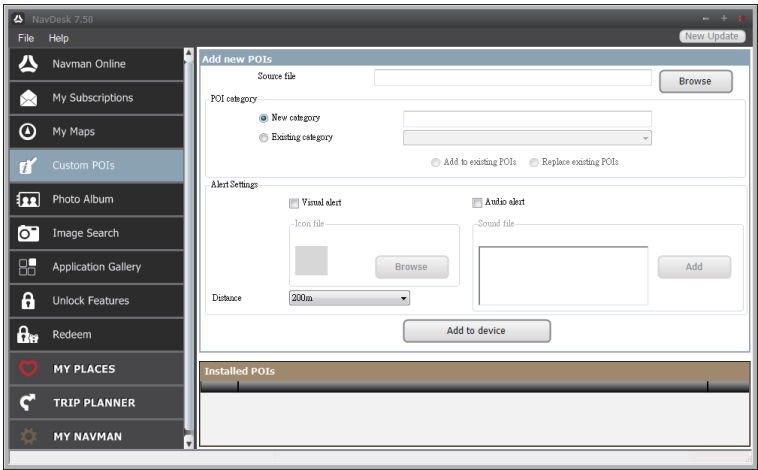 NavDesk 7.50
File Help
New Update
Navman Online
My Subscriptions
My Maps
Custom POIs
Photo Album
Image Search
Application Gallery
Unlock Features
Redeem
MY PLACES
TRIP PLANNER
MY NAVMAN
Add new POIs
Source file
Browse
POI category
New category
Existing category
Add to existing POIs Replace existing POIs
Alert Settings
Visual alert Audio alert
Icon file Sound file
Browse Add
Distance 200m
Add to device
Installed POIs